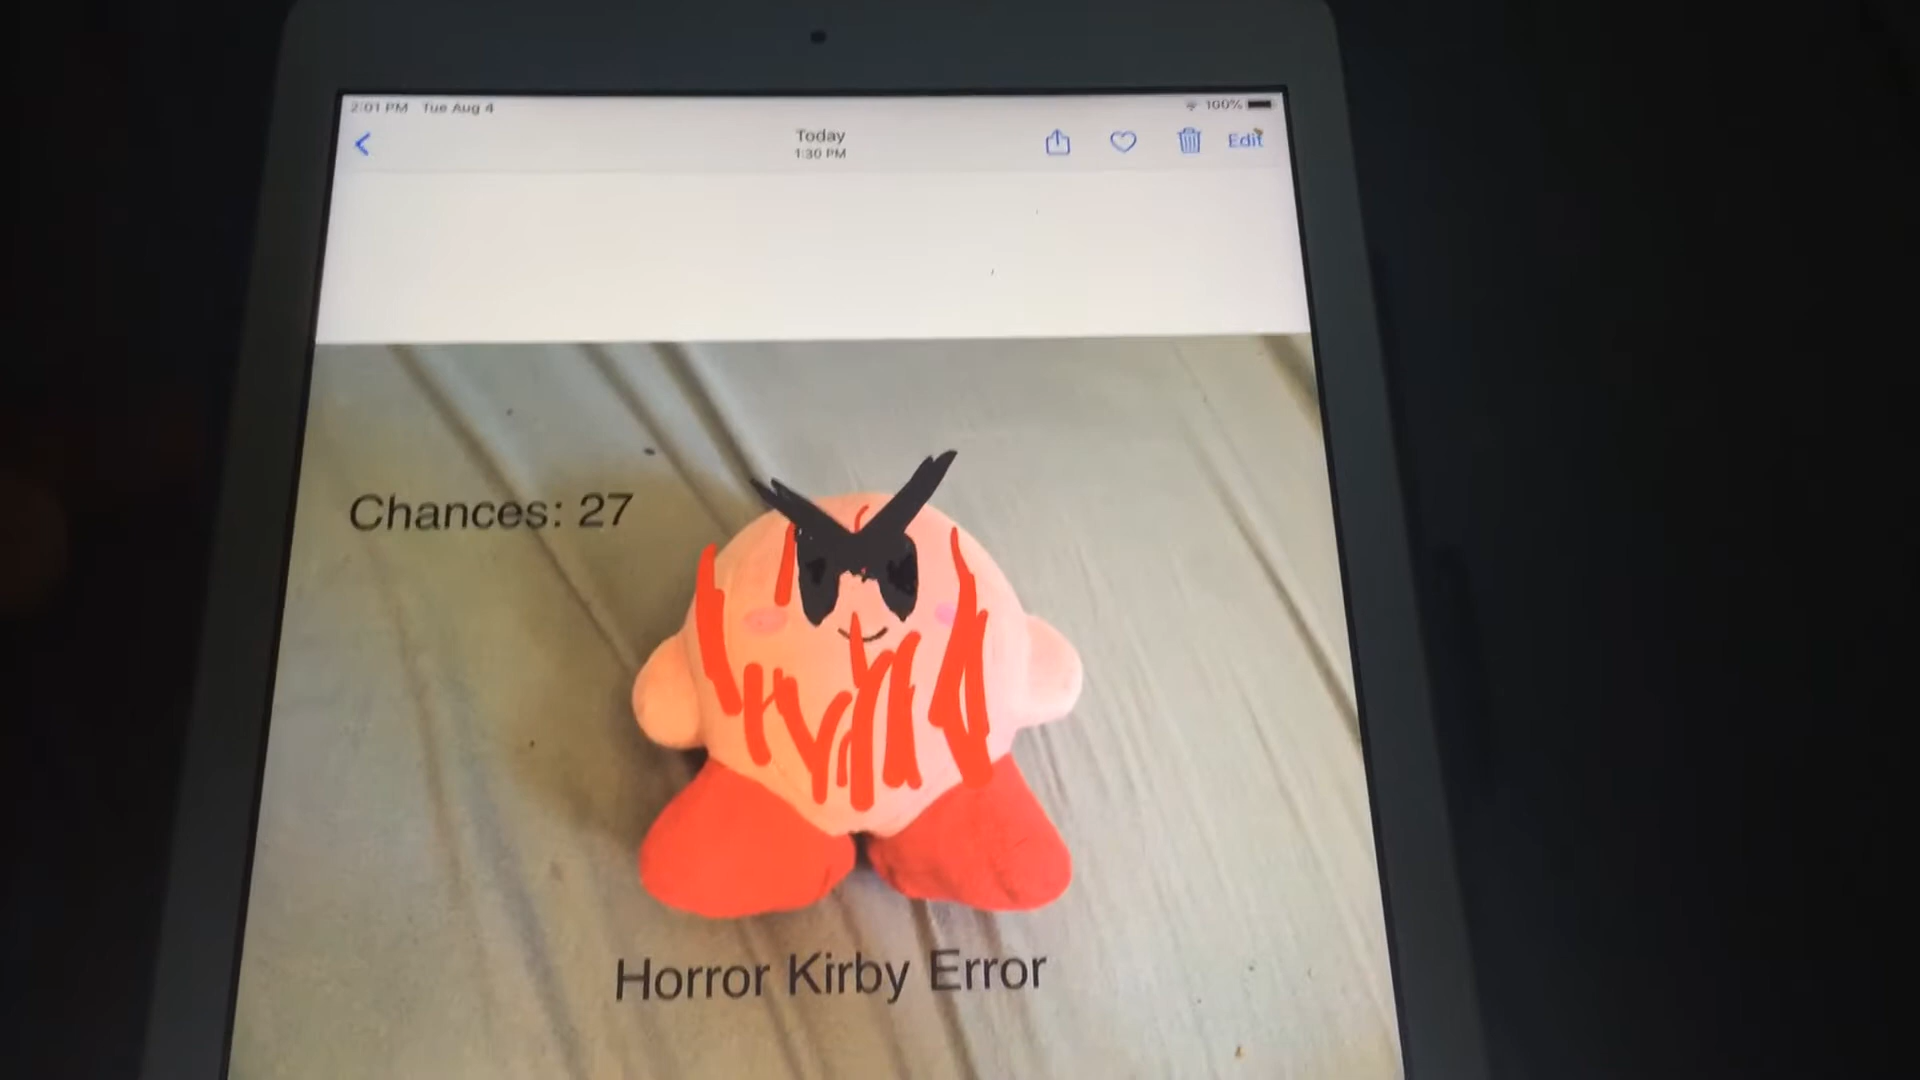 2:01 PM Tue Aug 4
100%
Today
1:30 PM
Edit
Chances: 27
Horror Kirby Error